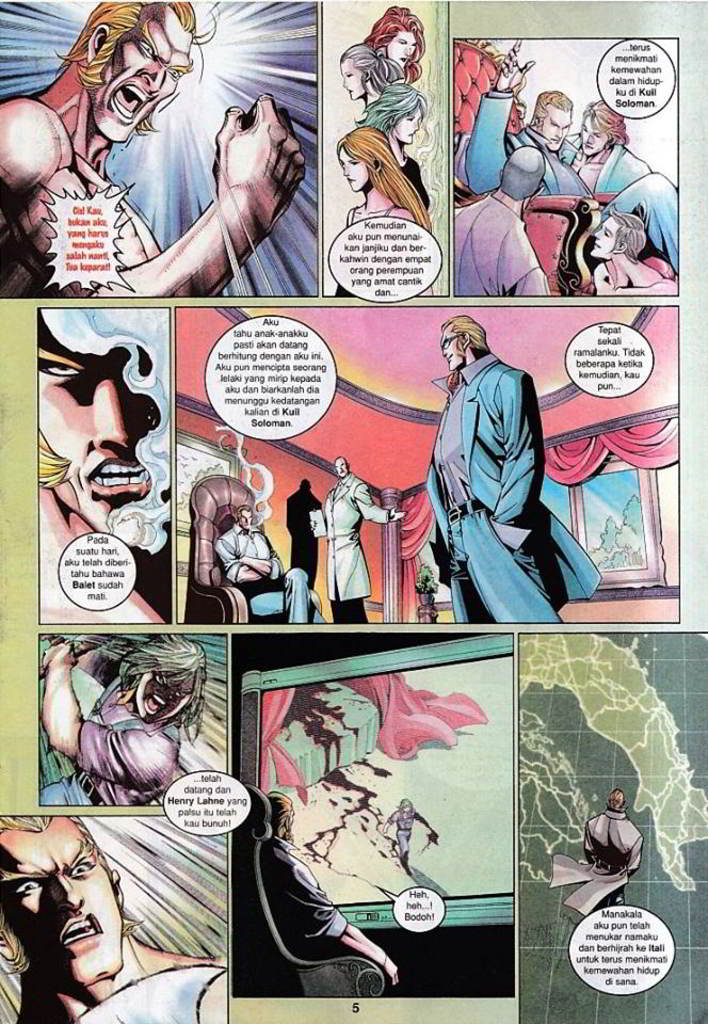 Cis! Kau,
bukan aku,
yang harus
mengaku
salah nanti,
Tua keparat!
Kemudian
aku pun menunai-
kan janjiku dan ber-
kahwin dengan empat
orang perempuan
yang amat cantik
dan...
...terus
menikmati
kemewahan
dalam hidup-
ku di Kuil
Soloman.
Pada
suatu hari,
aku telah diberi-
tahu bahawa
Balet sudah
mati.
Aku
tahu anak-anakku
pasti akan datang
berhitung dengan aku ini.
Aku pun mencipta seorang
lelaki yang mirip kepada
aku dan biarkanlah dia
menunggu kedatangan
kalian di Kuil
Soloman.
Tepat
sekali
ramalanku. Tidak
beberapa ketika
kemudian, kau
pun...
...telah
datang dan
Henry Lahne yang
palsu itu telah
kau bunuh!
Heh,
heh...!
Bodoh!
Manakala
aku pun telah
menukar namaku
dan berhijrah ke Itali
untuk terus menikmati
kemewahan hidup
di sana.
5